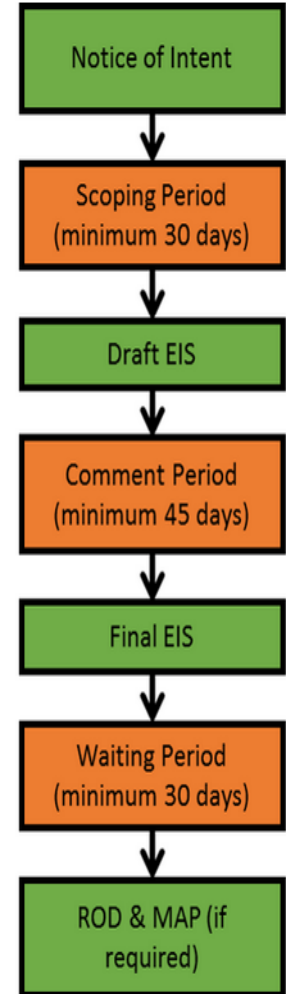 Notice of Intent
Scoping Period
(minimum 30 days)
Draft EIS
Comment Period
(minimum 45 days)
Final EIS
Waiting Period
(minimum 30 days)
ROD & MAP (if
required)